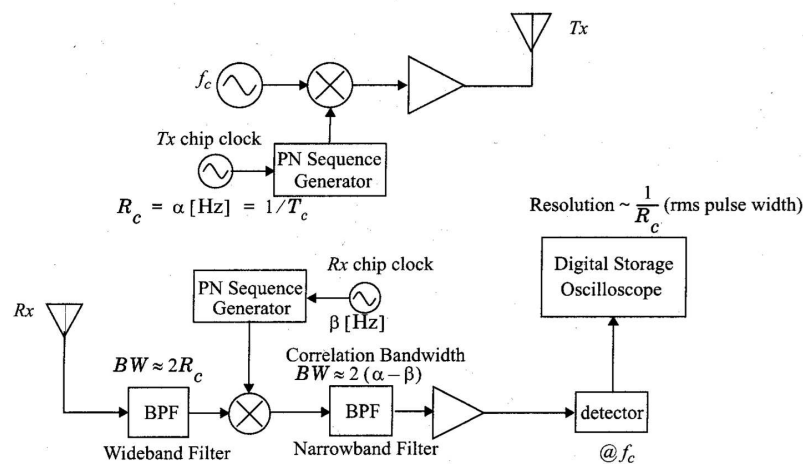 Tx
f_c
Tx chip clock
PN Sequence
Generator
R_c = α [Hz] = 1/T_c
Resolution ~ 1/R_c (rms pulse width)
Digital Storage
Oscilloscope
Rx chip clock
PN Sequence
Generator
β [Hz]
Rx
Correlation Bandwidth
BW ≈ 2R_c
BW ≈ 2 (α − β)
BPF
BPF
detector
Wideband Filter
Narrowband Filter
@ f_c